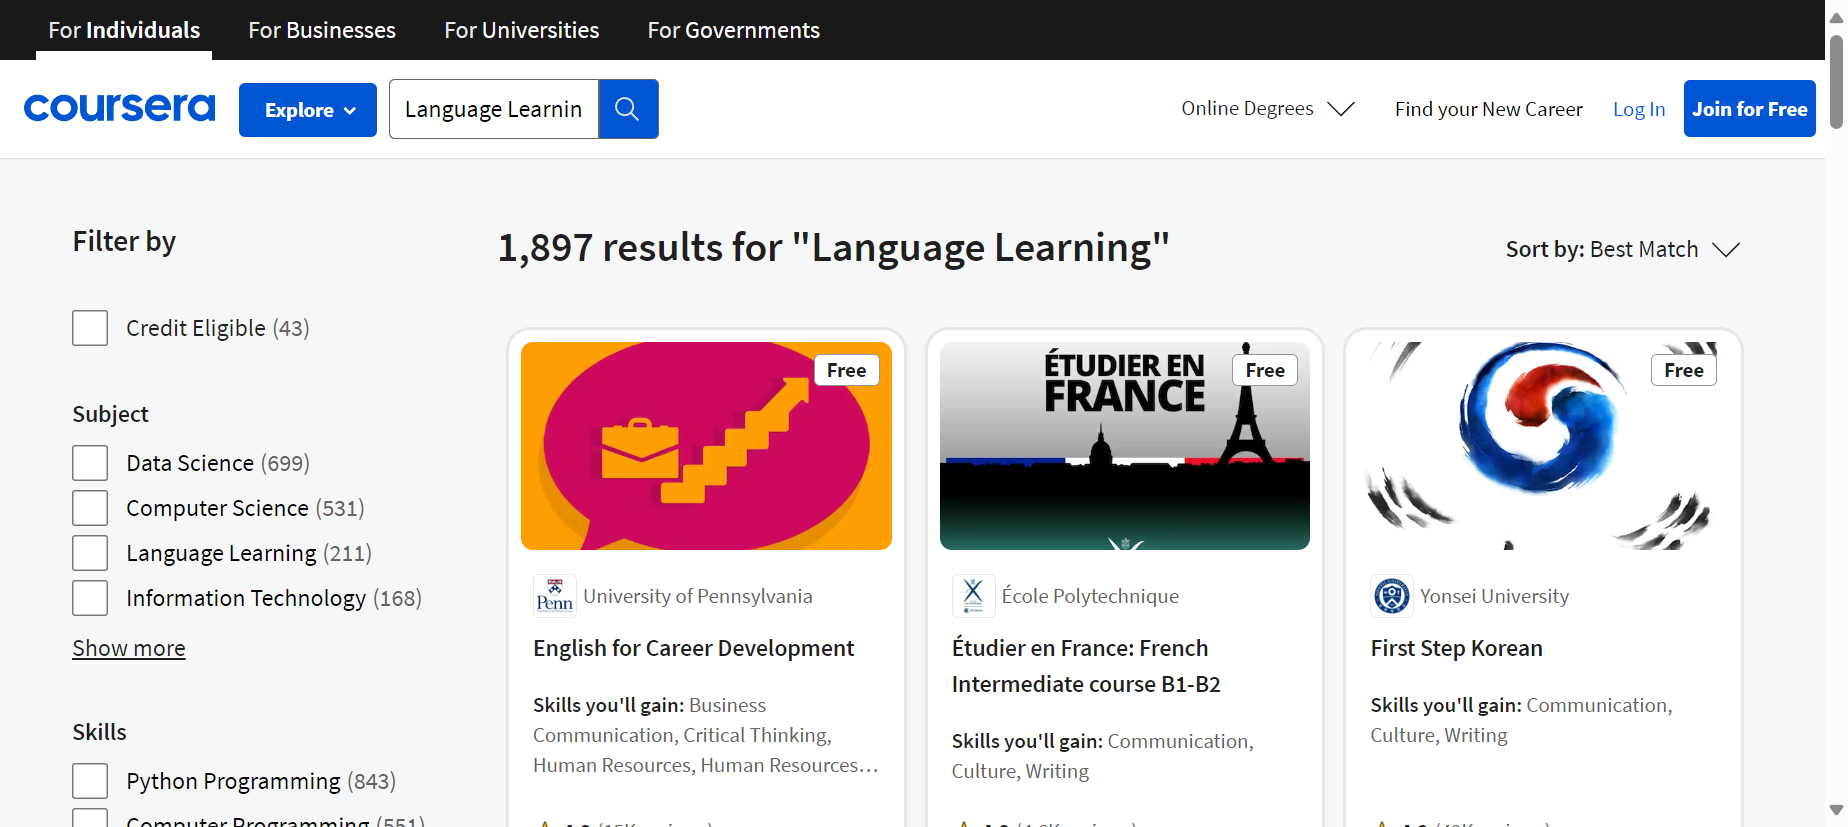 For Individuals
For Businesses
For Universities
For Governments
coursera
Explore
Language Learnin
Online Degrees
Find your New Career
Log In
Join for Free
Filter by
Credit Eligible (43)
Subject
Data Science (699)
Computer Science (531)
Language Learning (211)
Information Technology (168)
Show more
Skills
Python Programming (843)
Computer Programming (551)
1,897 results for "Language Learning"
Sort by: Best Match
Free
Penn
University of Pennsylvania
English for Career Development
Skills you'll gain: Business
Communication, Critical Thinking,
Human Resources, Human Resources…
ÉTUDIER EN
FRANCE
Free
École Polytechnique
Étudier en France: French
Intermediate course B1-B2
Skills you'll gain: Communication,
Culture, Writing
Free
Yonsei University
First Step Korean
Skills you'll gain: Communication,
Culture, Writing